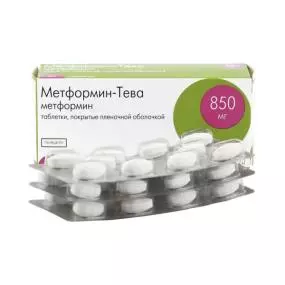 Метформин-Тева
метформин
таблетки, покрытые пленочной оболочкой
850
мг